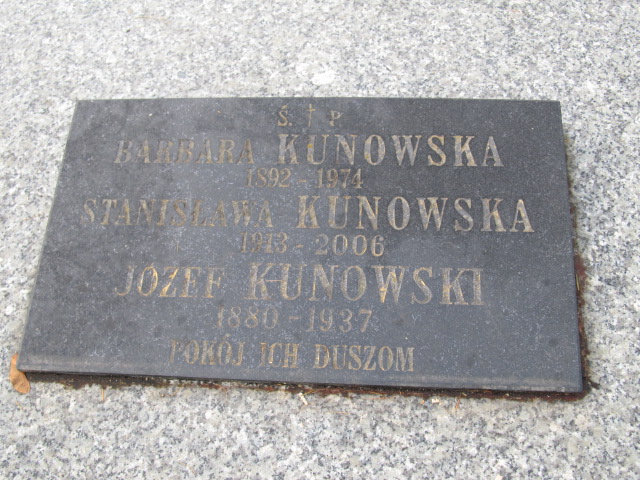 Ś. † P
BARBARA KUNOWSKA
1892 - 1974
STANISŁAWA KUNOWSKA
1913 - 2006
JÓZEF KUNOWSKI
1880 - 1937
POKÓJ ICH DUSZOM